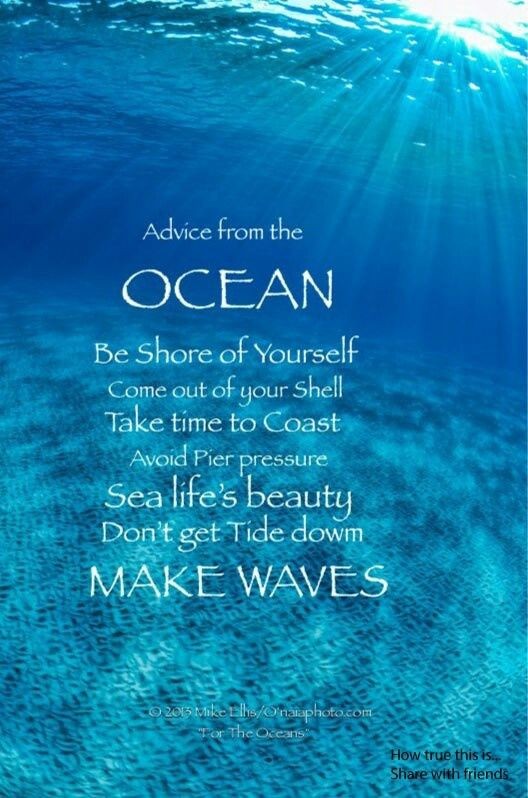 Advice from the
OCEAN
Be Shore of Yourself
Come out of your Shell
Take time to Coast
Avoid Pier pressure
Sea life's beauty
Don't get Tide dowm
MAKE WAVES
© 2013 Mike Ellis/O'naiaphoto.com
"For The Oceans"
How true this is...
Share with friends